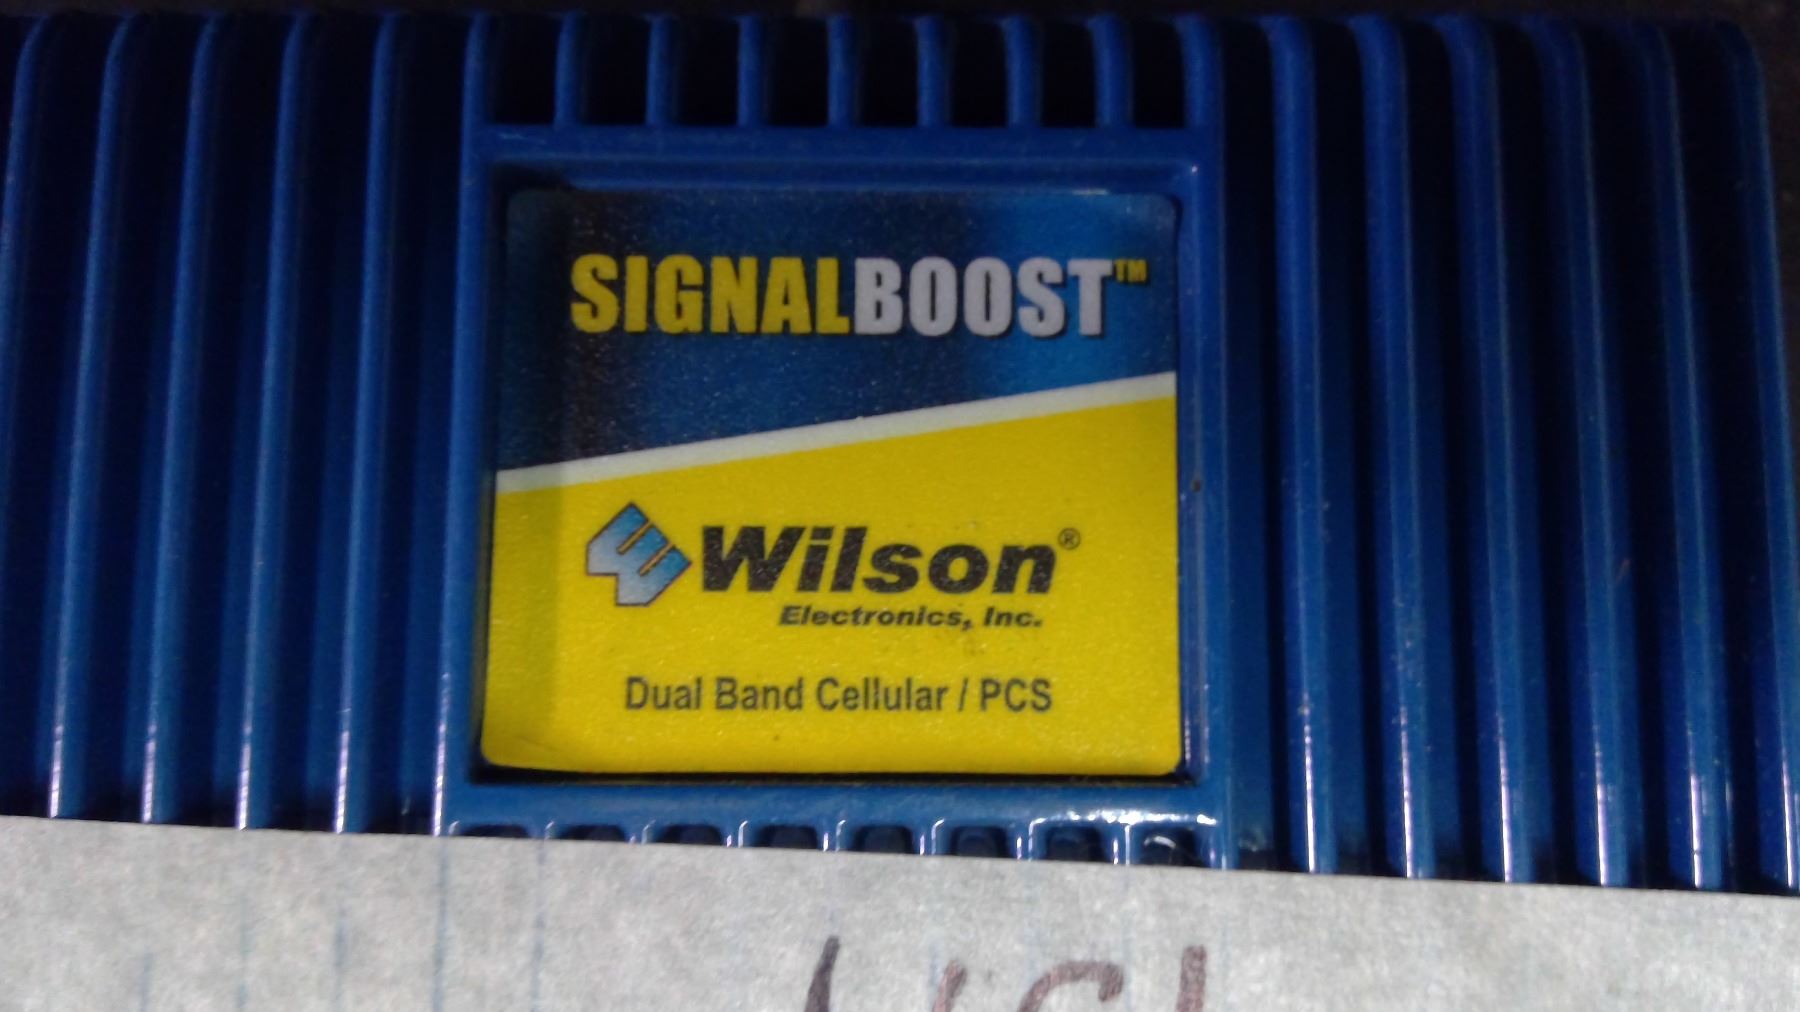 SIGNALBOOST™
Wilson®
Electronics, Inc.
Dual Band Cellular / PCS